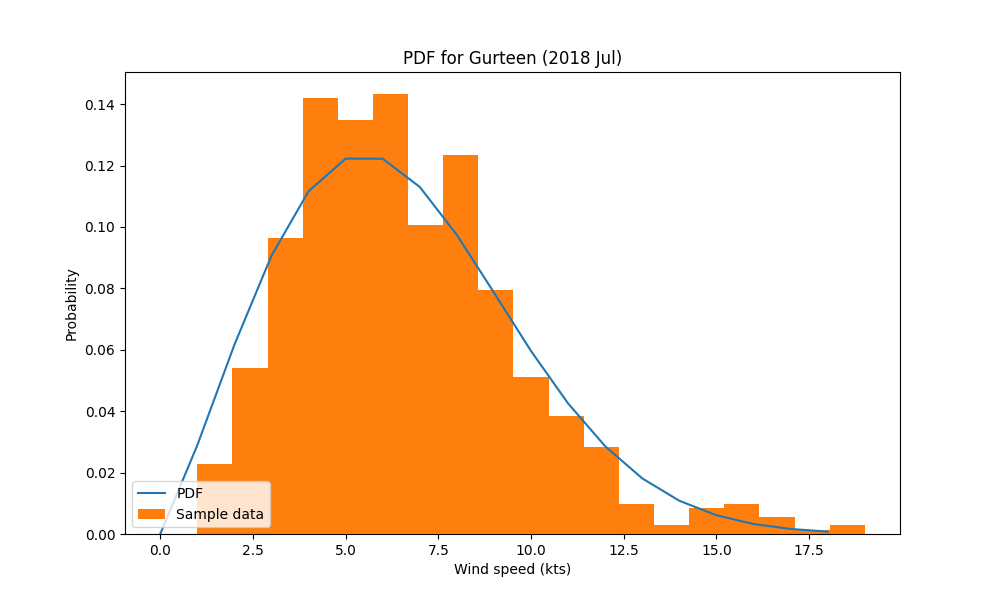 PDF for Gurteen (2018 Jul)
0.14
0.12
0.10
0.08
0.06
0.04
0.02
0.00
Probability
PDF
Sample data
0.0 2.5 5.0 7.5 10.0 12.5 15.0 17.5
Wind speed (kts)